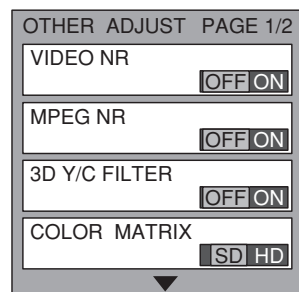 OTHER ADJUST PAGE 1/2
VIDEO NR
OFF ON
MPEG NR
OFF ON
3D Y/C FILTER
OFF ON
COLOR MATRIX
SD HD